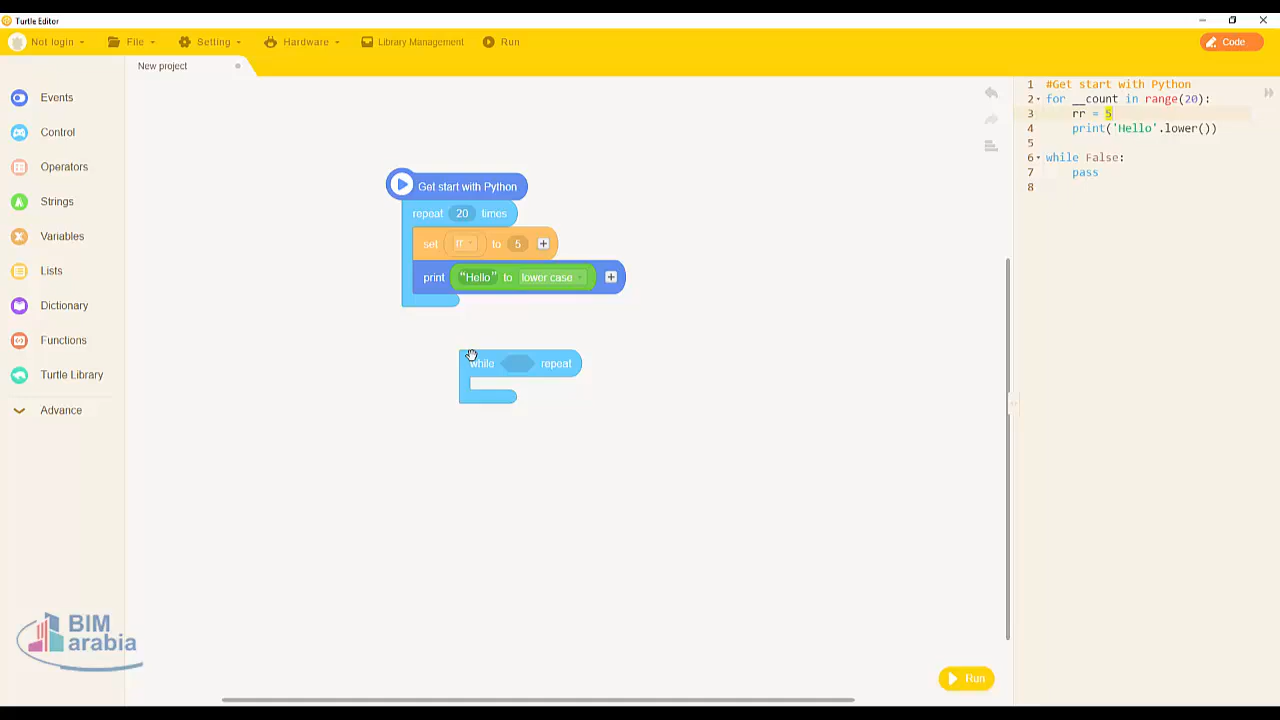 Turtle Editor
Not login
File
Setting
Hardware
Library Management
Run
Code
New project
Events
Control
Operators
Strings
Variables
Lists
Dictionary
Functions
Turtle Library
Advance
Get start with Python
repeat 20 times
set rr to 5 +
print “Hello” to lower case +
while repeat
1 #Get start with Python
2 for __count in range(20):
3 rr = 5
4 print('Hello'.lower())
5
6 while False:
7 pass
8
BIM
arabia
Run